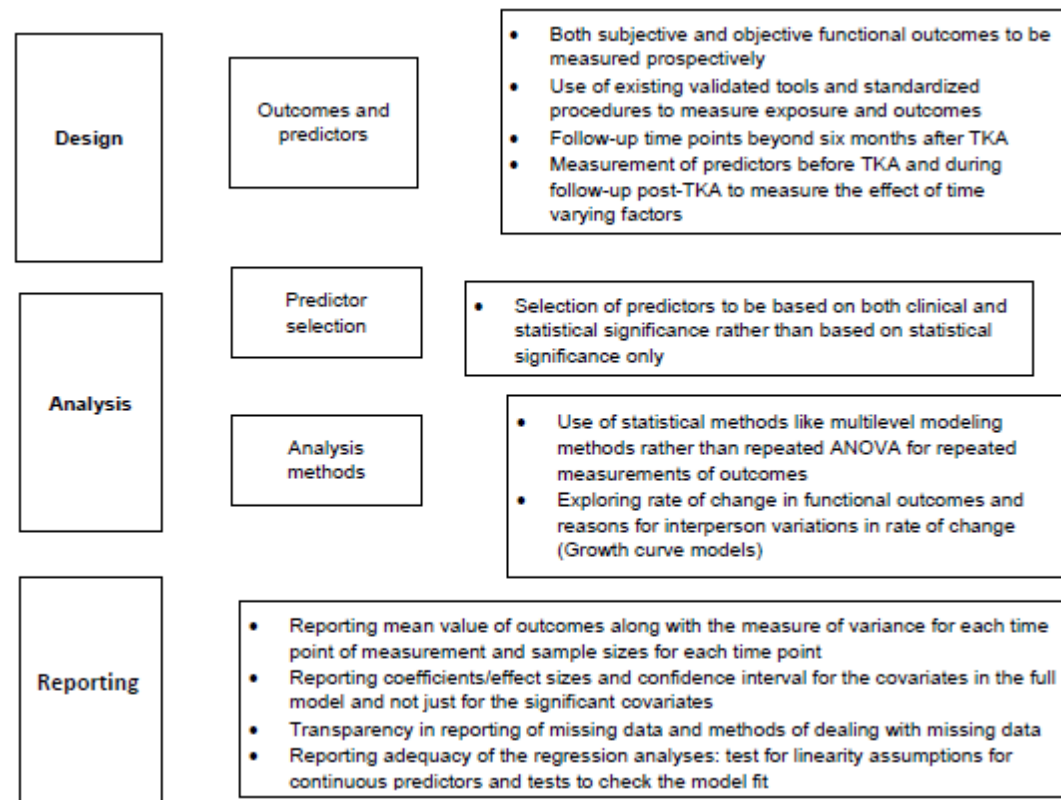 Design
Outcomes and
predictors
• Both subjective and objective functional outcomes to be
measured prospectively
• Use of existing validated tools and standardized
procedures to measure exposure and outcomes
• Follow-up time points beyond six months after TKA
• Measurement of predictors before TKA and during
follow-up post-TKA to measure the effect of time
varying factors
Analysis
Predictor
selection
• Selection of predictors to be based on both clinical and
statistical significance rather than based on statistical
significance only
Analysis
methods
• Use of statistical methods like multilevel modeling
methods rather than repeated ANOVA for repeated
measurements of outcomes
• Exploring rate of change in functional outcomes and
reasons for interperson variations in rate of change
(Growth curve models)
Reporting
• Reporting mean value of outcomes along with the measure of variance for each time
point of measurement and sample sizes for each time point
• Reporting coefficients/effect sizes and confidence interval for the covariates in the full
model and not just for the significant covariates
• Transparency in reporting of missing data and methods of dealing with missing data
• Reporting adequacy of the regression analyses: test for linearity assumptions for
continuous predictors and tests to check the model fit